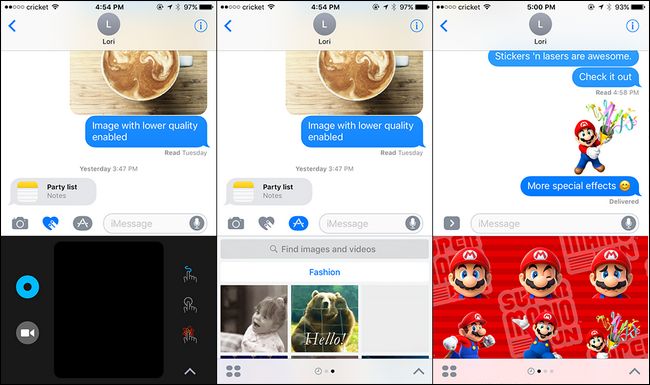 cricket 4:54 PM 97%
L
Lori
Image with lower quality
enabled
Read Tuesday
Yesterday 3:47 PM
Party list
Notes
iMessage
cricket 4:54 PM 97%
L
Lori
Image with lower quality
enabled
Read Tuesday
Yesterday 3:47 PM
Party list
Notes
iMessage
Find images and videos
Fashion
Hello!
cricket 5:00 PM 93%
L
Lori
Stickers 'n lasers are awesome.
Check it out
Read 4:58 PM
More special effects 😊
Delivered
iMessage
SUPER
MARIO
RUN